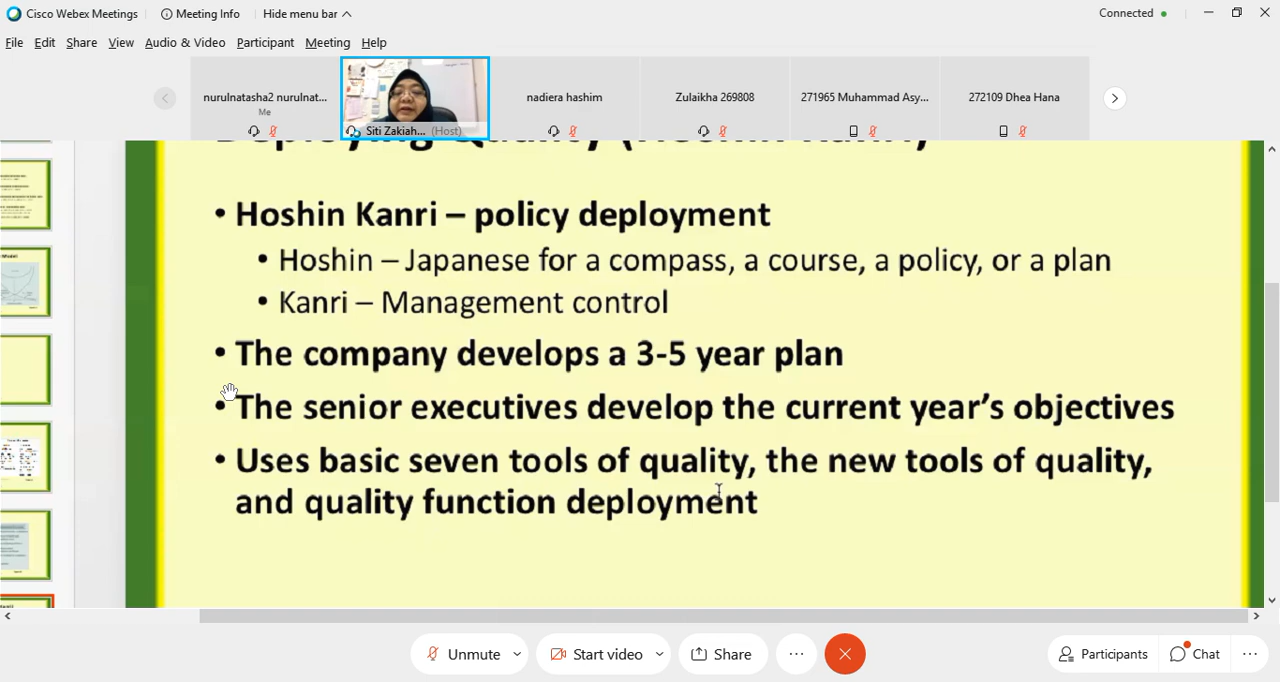 Cisco Webex Meetings
Meeting Info
Hide menu bar
Connected
File Edit Share View Audio & Video Participant Meeting Help
nurulnatasha2 nurulnat...
Me
Siti Zakiah... (Host)
nadiera hashim
Zulaikha 269808
271965 Muhammad Asy...
272109 Dhea Hana
Deploying Quality (Hoshin Kanri)
• Hoshin Kanri – policy deployment
• Hoshin – Japanese for a compass, a course, a policy, or a plan
• Kanri – Management control
• The company develops a 3-5 year plan
• The senior executives develop the current year's objectives
• Uses basic seven tools of quality, the new tools of quality,
and quality function deployment
Unmute
Start video
Share
Participants
Chat